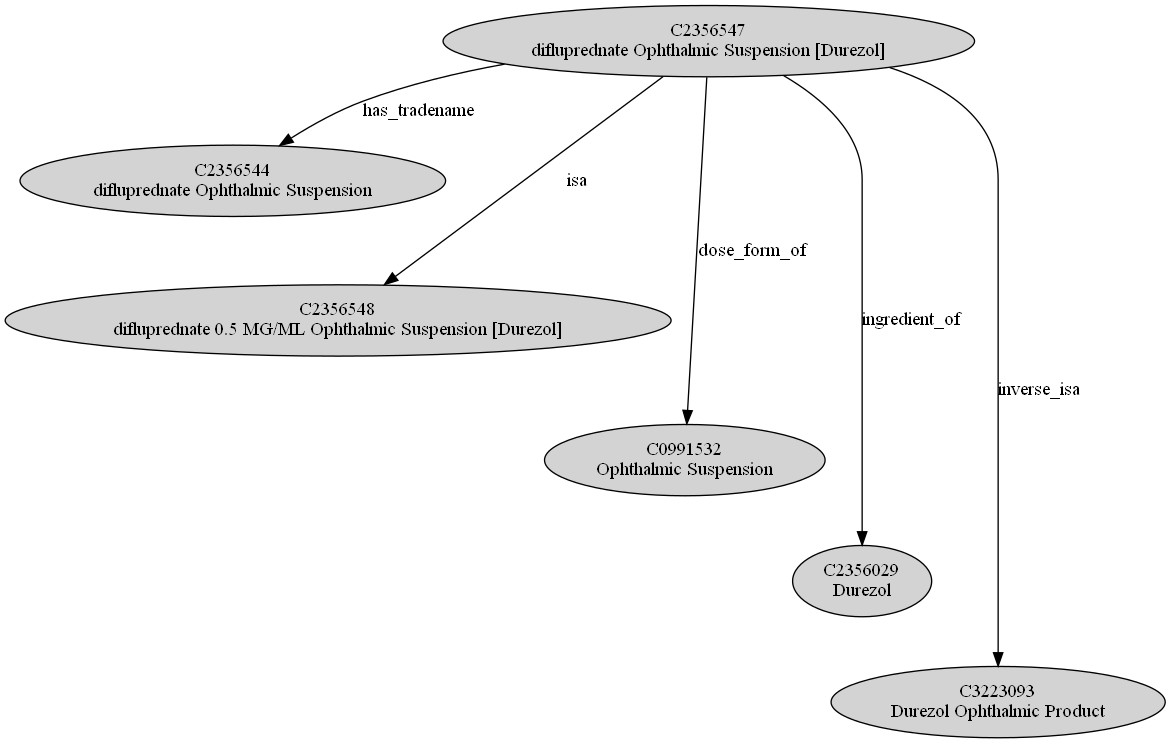 C2356547
difluprednate Ophthalmic Suspension [Durezol]
has_tradename
C2356544
difluprednate Ophthalmic Suspension
isa
dose_form_of
C2356548
difluprednate 0.5 MG/ML Ophthalmic Suspension [Durezol]
ingredient_of
inverse_isa
C0991532
Ophthalmic Suspension
C2356029
Durezol
C3223093
Durezol Ophthalmic Product